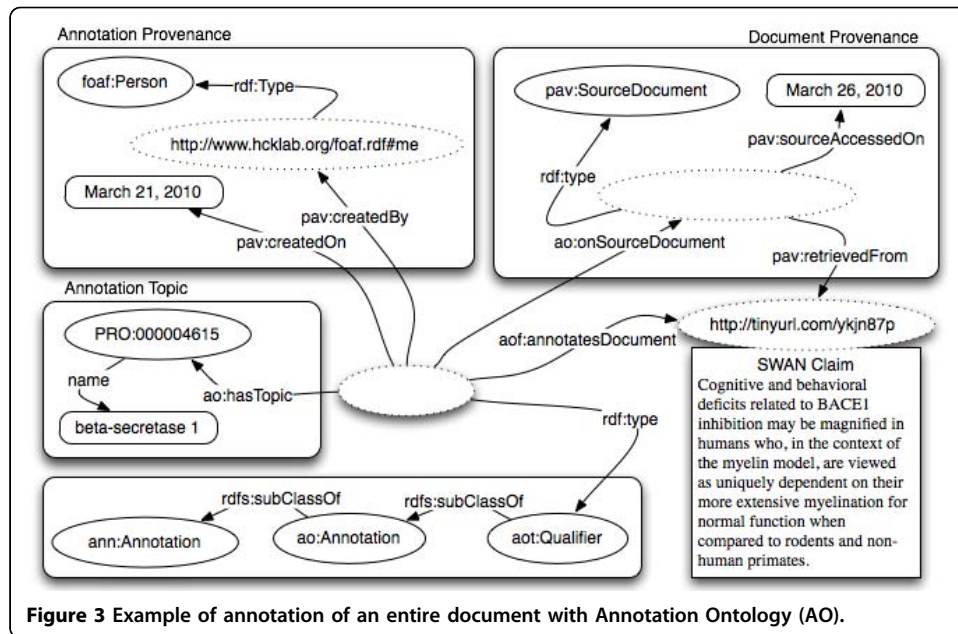 Annotation Provenance
foaf:Person
rdf:Type
http://www.hcklab.org/foaf.rdf#me
March 21, 2010
pav:createdBy
pav:createdOn
Document Provenance
pav:SourceDocument
March 26, 2010
pav:sourceAccessedOn
rdf:type
ao:onSourceDocument
pav:retrievedFrom
Annotation Topic
PRO:000004615
name
ao:hasTopic
beta-secretase 1
aof:annotatesDocument
http://tinyurl.com/ykjn87p
rdf:type
SWAN Claim
Cognitive and behavioral
deficits related to BACE1
inhibition may be magnified in
humans who, in the context of
the myelin model, are viewed
as uniquely dependent on their
more extensive myelination for
normal function when
compared to rodents and non-
human primates.
rdfs:subClassOf
rdfs:subClassOf
ann:Annotation
ao:Annotation
aot:Qualifier
Figure 3 Example of annotation of an entire document with Annotation Ontology (AO).